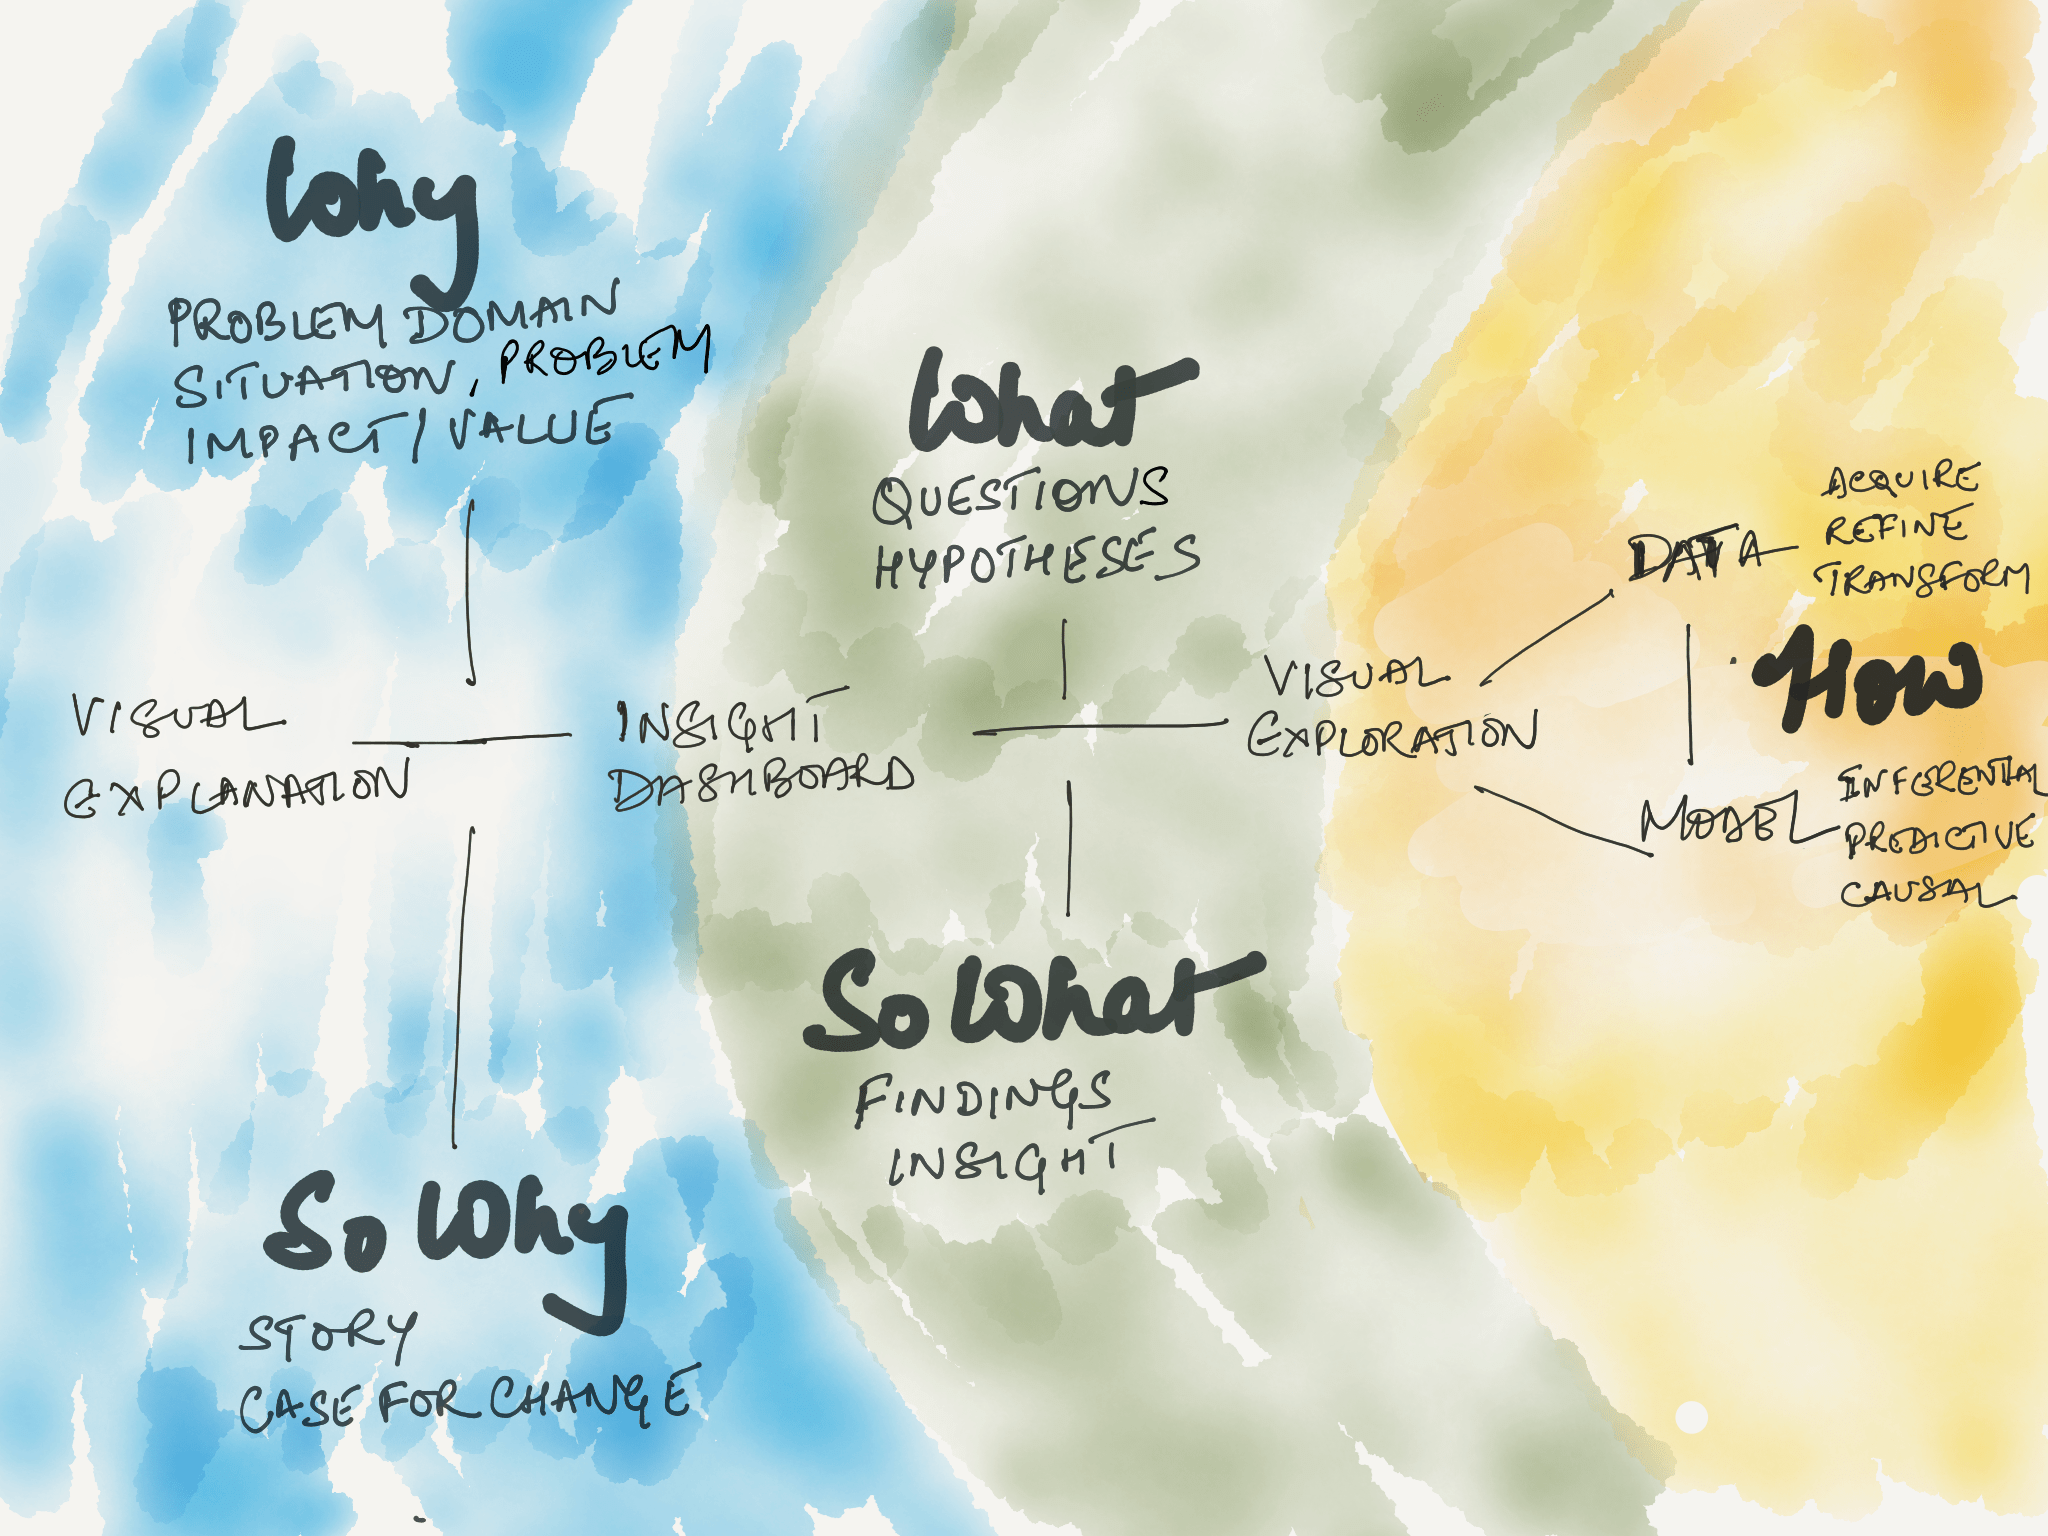 Why
PROBLEM DOMAIN
SITUATION, PROBLEM
IMPACT / VALUE
VISUAL
EXPLANATION
INSIGHT
DASHBOARD
So Why
STORY
CASE FOR CHANGE
What
QUESTIONS
HYPOTHESES
So What
FINDINGS
INSIGHT
VISUAL
EXPLORATION
DATA
ACQUIRE
REFINE
TRANSFORM
How
MODEL
INFERENTIAL
PREDICTIVE
CAUSAL